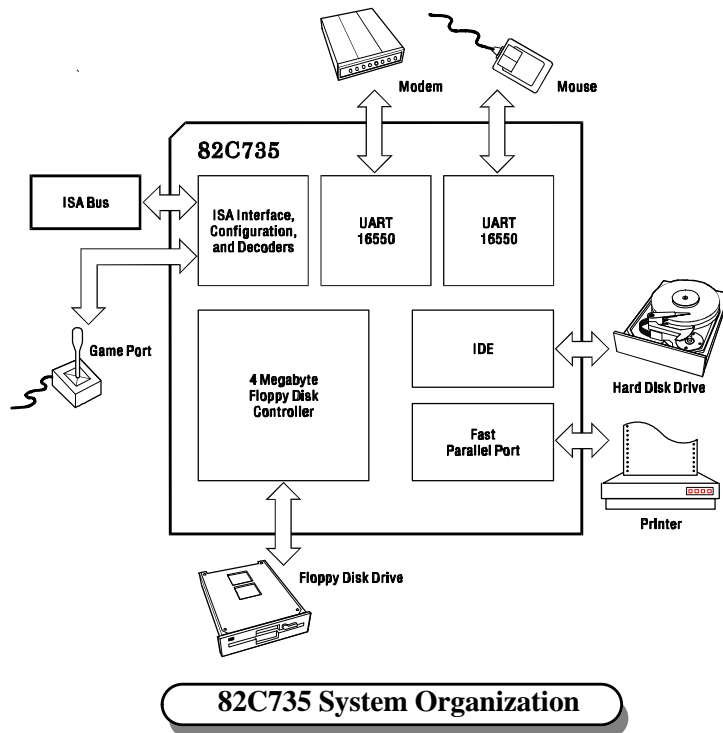 Modem
Mouse
82C735
ISA Bus
ISA Interface,
Configuration,
and Decoders
UART
16550
UART
16550
Game Port
4 Megabyte
Floppy Disk
Controller
IDE
Hard Disk Drive
Fast
Parallel Port
Printer
Floppy Disk Drive
82C735 System Organization